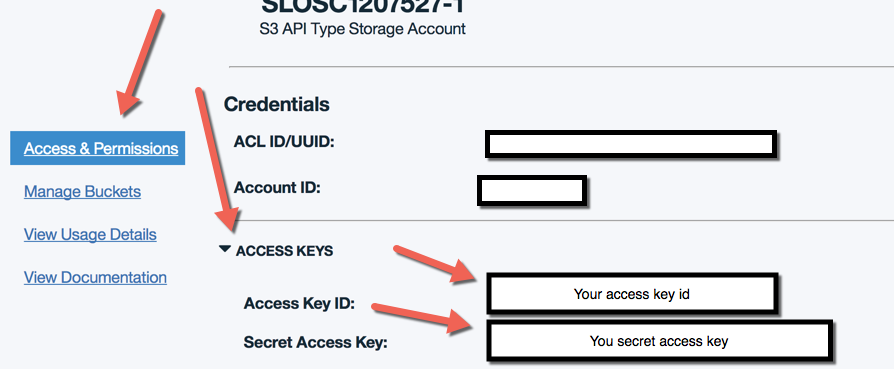 SLOSC1207527-1
S3 API Type Storage Account
Credentials
ACL ID/UUID:
Account ID:
Access & Permissions
Manage Buckets
View Usage Details
View Documentation
ACCESS KEYS
Access Key ID: Your access key id
Secret Access Key: You secret access key